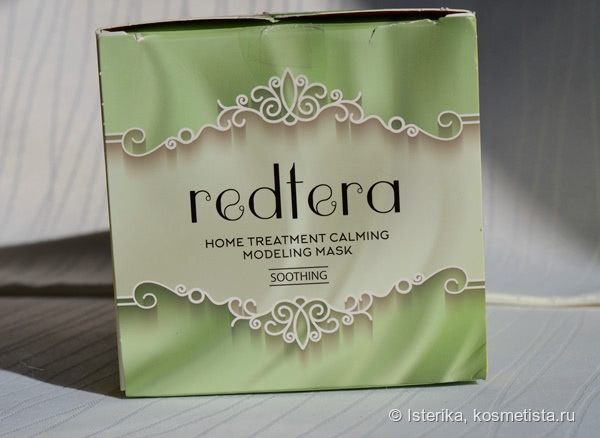 redtera
HOME TREATMENT CALMING
MODELING MASK
SOOTHING
© Isterika, kosmetista.ru